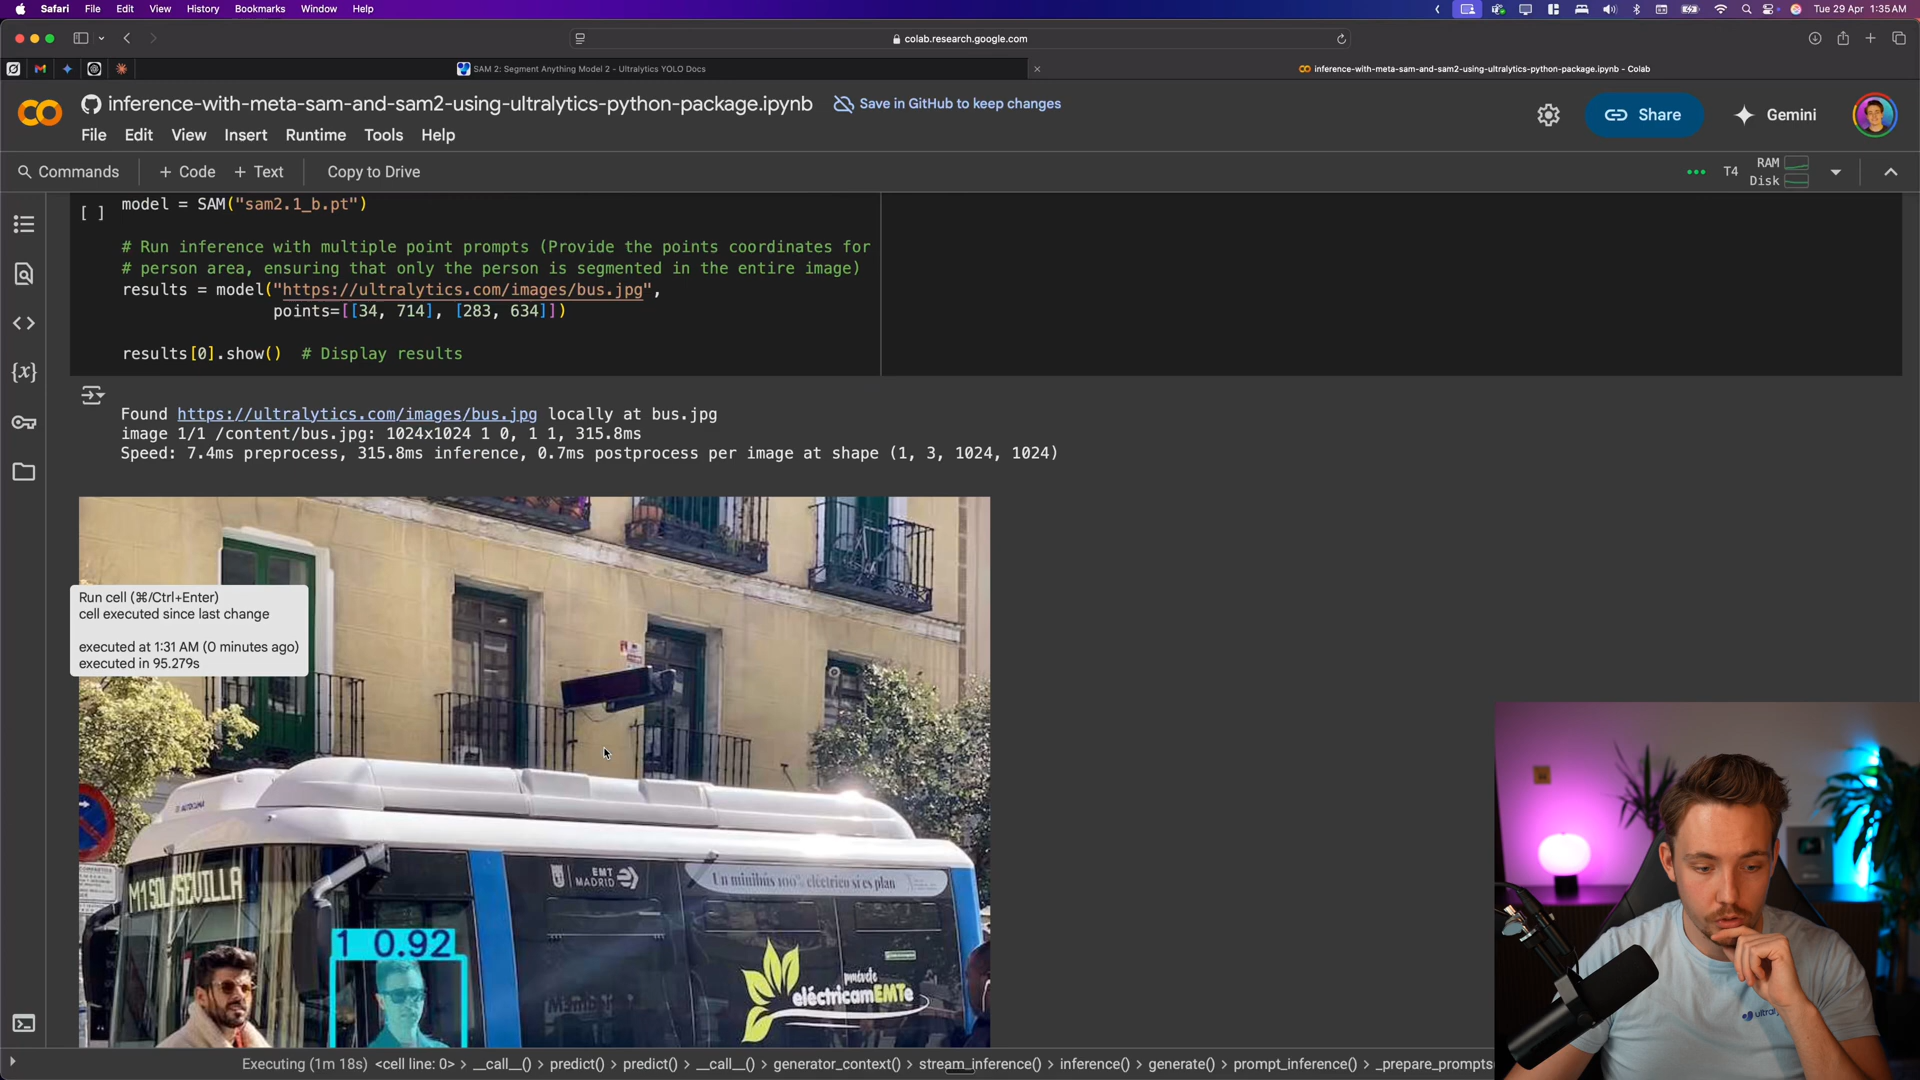 Safari File Edit View History Bookmarks Window Help
Tue 29 Apr 1:35 AM
colab.research.google.com
SAM 2: Segment Anything Model 2 - Ultralytics YOLO Docs
inference-with-meta-sam-and-sam2-using-ultralytics-python-package.ipynb - Colab
inference-with-meta-sam-and-sam2-using-ultralytics-python-package.ipynb
Save in GitHub to keep changes
Share
Gemini
File Edit View Insert Runtime Tools Help
Commands + Code + Text Copy to Drive
T4
RAM
Disk
[ ]
model = SAM("sam2.1_b.pt")
# Run inference with multiple point prompts (Provide the points coordinates for
# person area, ensuring that only the person is segmented in the entire image)
results = model("https://ultralytics.com/images/bus.jpg",
points=[[34, 714], [283, 634]])
results[0].show() # Display results
Found https://ultralytics.com/images/bus.jpg locally at bus.jpg
image 1/1 /content/bus.jpg: 1024x1024 1 0, 1 1, 315.8ms
Speed: 7.4ms preprocess, 315.8ms inference, 0.7ms postprocess per image at shape (1, 3, 1024, 1024)
Run cell (⌘/Ctrl+Enter)
cell executed since last change
executed at 1:31 AM (0 minutes ago)
executed in 95.279s
M1 SOL/SEVILLA
EMT
MADRID
Un minibús 100% eléctrico sí es plan
1 0.92
muévete
eléctricamEMTe
Executing (1m 18s) <cell line: 0> > __call__() > predict() > predict() > __call__() > generator_context() > stream_inference() > inference() > generate() > prompt_inference() > _prepare_prompts